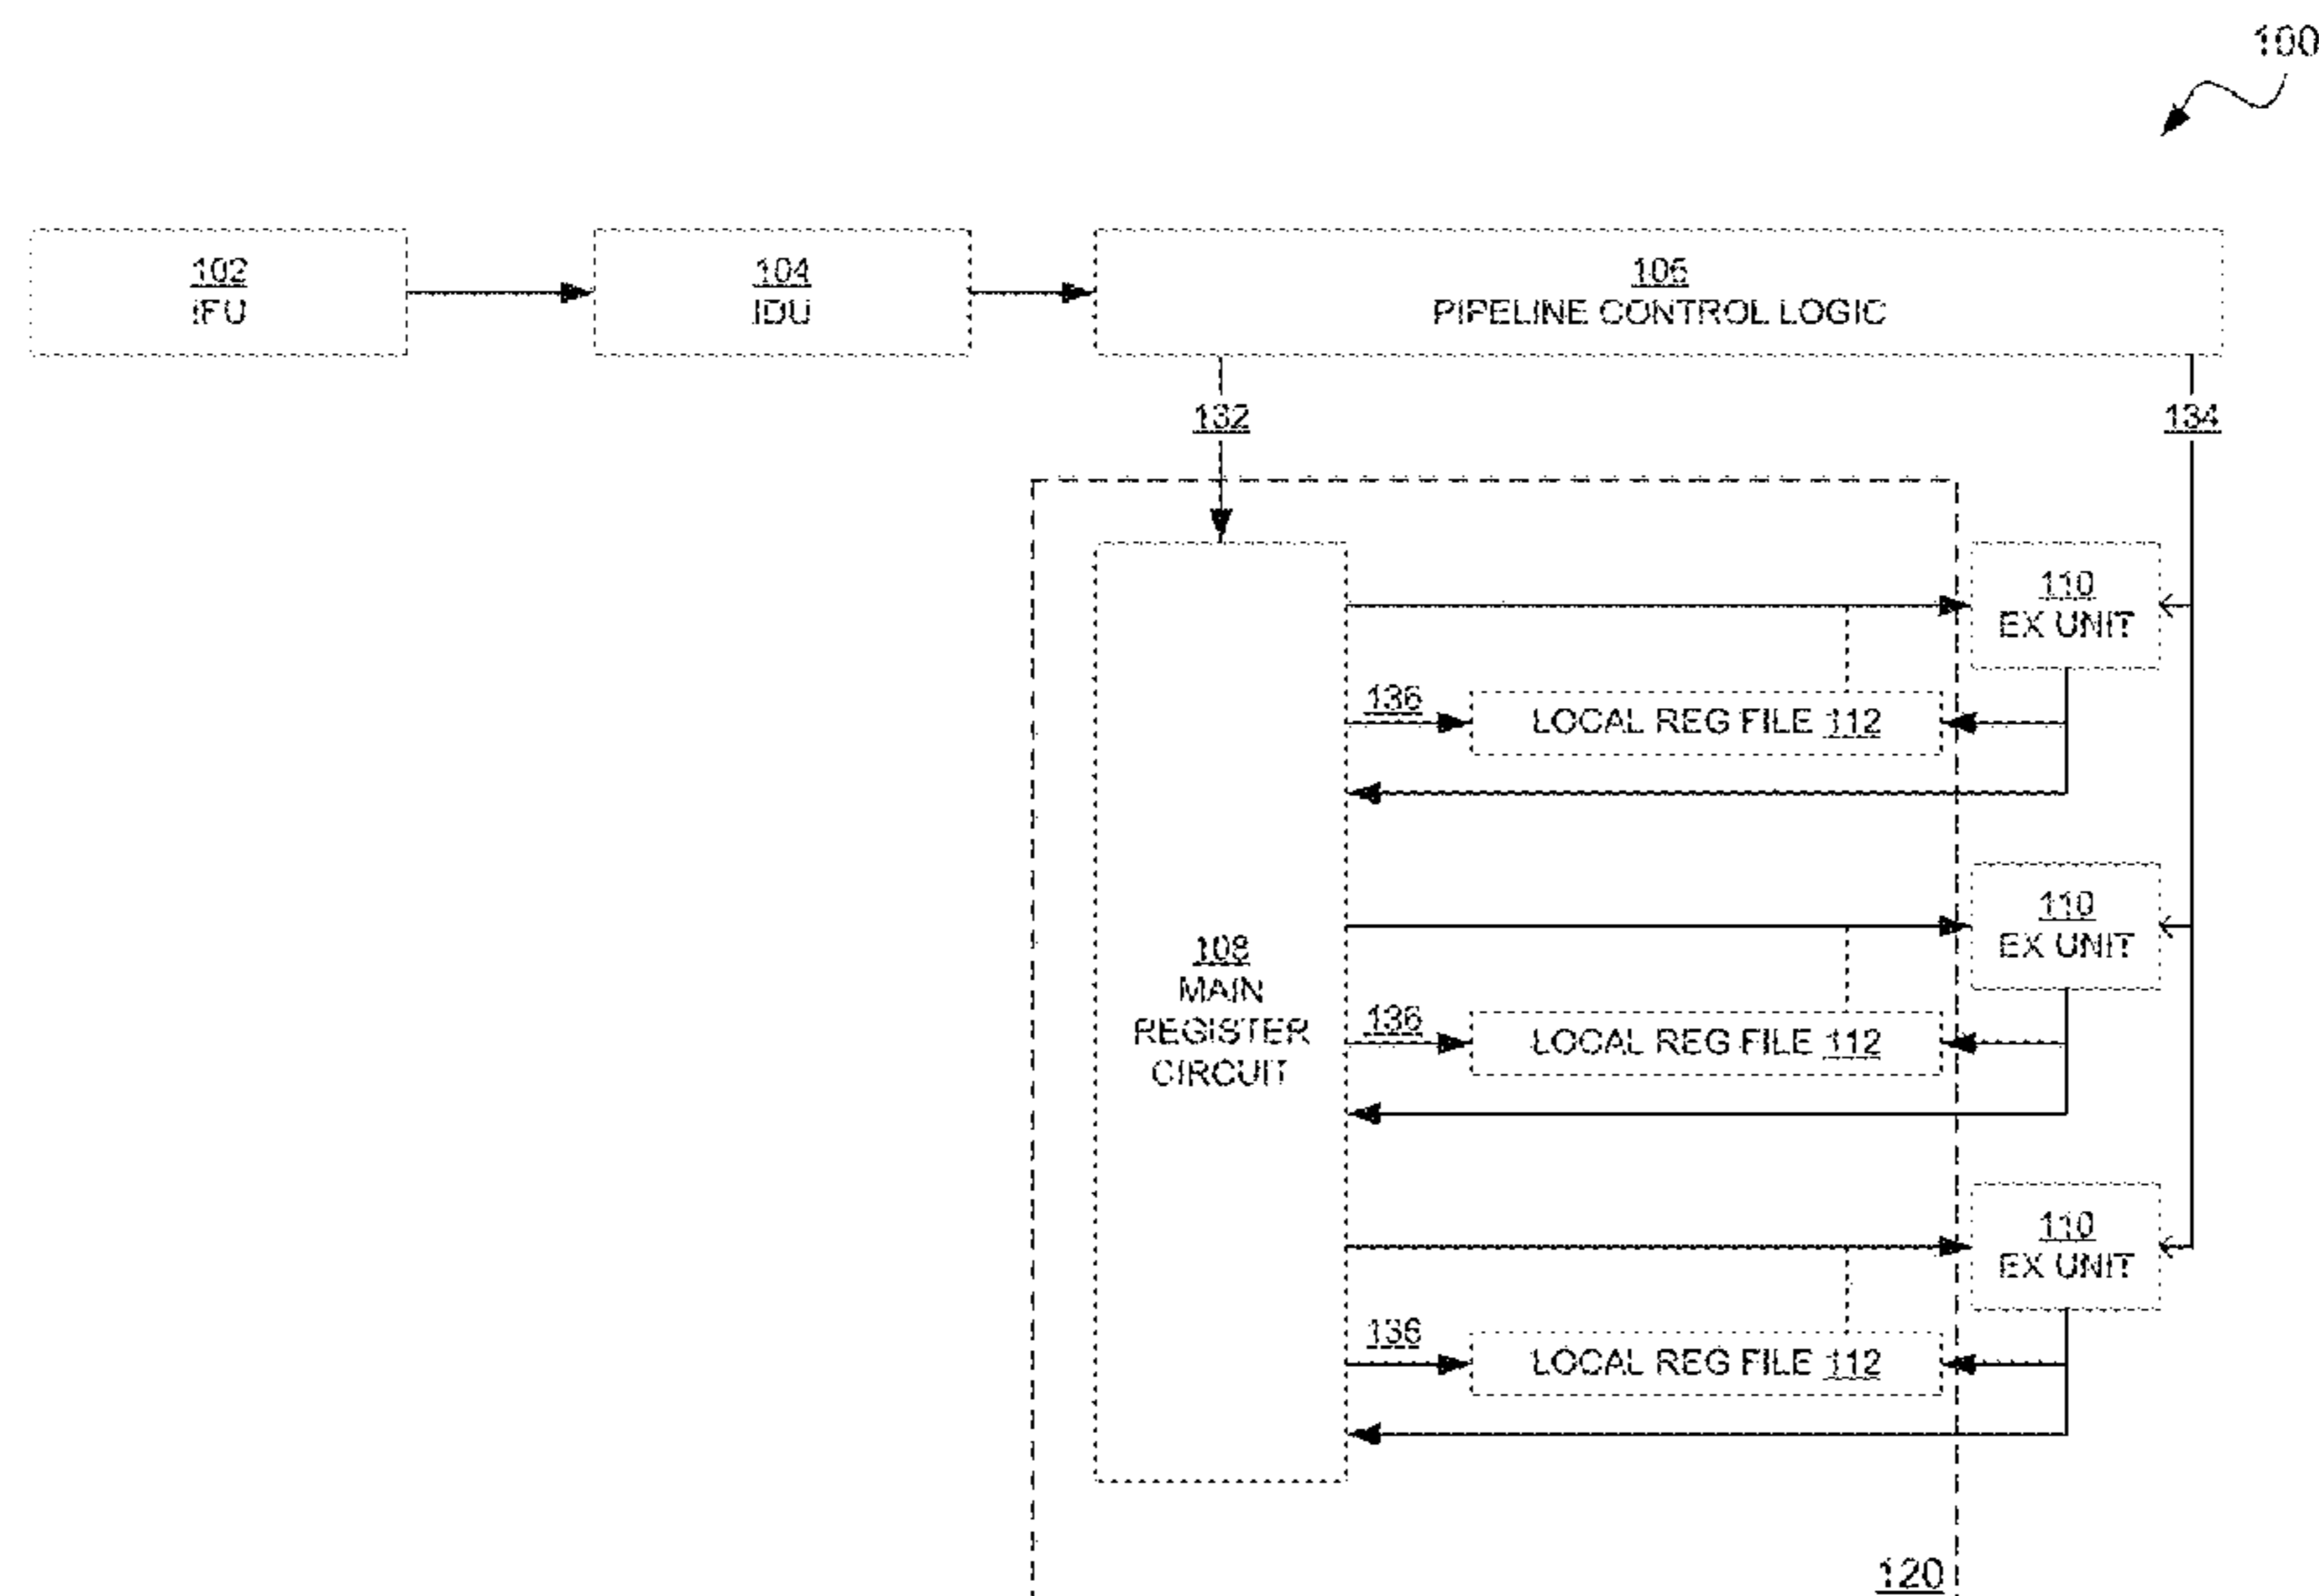 100
102
IFU
104
IDU
106
PIPELINE CONTROL LOGIC
132
134
110
EX UNIT
136
LOCAL REG FILE 112
110
EX UNIT
108
MAIN
REGISTER
CIRCUIT
136
LOCAL REG FILE 112
110
EX UNIT
136
LOCAL REG FILE 112
120